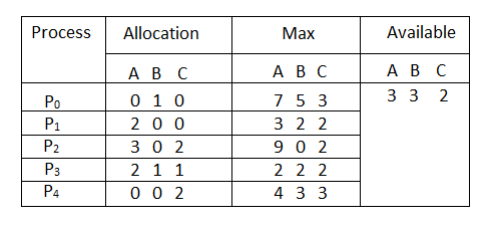 Process Allocation Max Available
A B C A B C A B C
P₀ 0 1 0 7 5 3 3 3 2
P₁ 2 0 0 3 2 2
P₂ 3 0 2 9 0 2
P₃ 2 1 1 2 2 2
P₄ 0 0 2 4 3 3